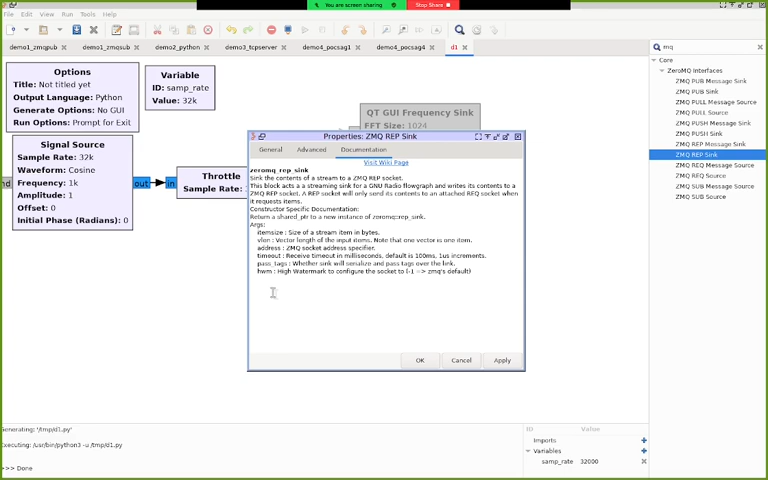 You are screen sharing
Stop Share
File
Edit
View
Run
Tools
Help
demo1_zmqpub
demo1_zmqsub
demo2_python
demo3_tcpserver
demo4_pocsag1
demo4_pocsag4
d1
mq
Options
Title: Not titled yet
Output Language: Python
Generate Options: No GUI
Run Options: Prompt for Exit
Variable
ID: samp_rate
Value: 32k
QT GUI Frequency Sink
FFT Size: 1024
Signal Source
Sample Rate: 32k
Waveform: Cosine
Frequency: 1k
Amplitude: 1
Offset: 0
Initial Phase (Radians): 0
out
in
Throttle
Sample Rate:
Properties: ZMQ REP Sink
General
Advanced
Documentation
Visit Wiki Page
zeromq_rep_sink
Sink the contents of a stream to a ZMQ REP socket.
This block acts a a streaming sink for a GNU Radio flowgraph and writes its contents to a
ZMQ REP socket. A REP socket will only send its contents to an attached REQ socket when
it requests items.
Constructor Specific Documentation:
Return a shared_ptr to a new instance of zeromq::rep_sink.
Args:
itemsize : Size of a stream item in bytes.
vlen : Vector length of the input items. Note that one vector is one item.
address : ZMQ socket address specifier.
timeout : Receive timeout in milliseconds, default is 100ms, 1us increments.
pass_tags : Whether sink will serialize and pass tags over the link.
hwm : High Watermark to configure the socket to (-1 => zmq's default)
OK
Cancel
Apply
Core
ZeroMQ Interfaces
ZMQ PUB Message Sink
ZMQ PUB Sink
ZMQ PULL Message Source
ZMQ PULL Source
ZMQ PUSH Message Sink
ZMQ PUSH Sink
ZMQ REP Message Sink
ZMQ REP Sink
ZMQ REQ Message Source
ZMQ REQ Source
ZMQ SUB Message Source
ZMQ SUB Source
Generating: '/tmp/d1.py'
Executing: /usr/bin/python3 -u /tmp/d1.py
>>> Done
ID
Value
Imports
Variables
samp_rate
32000